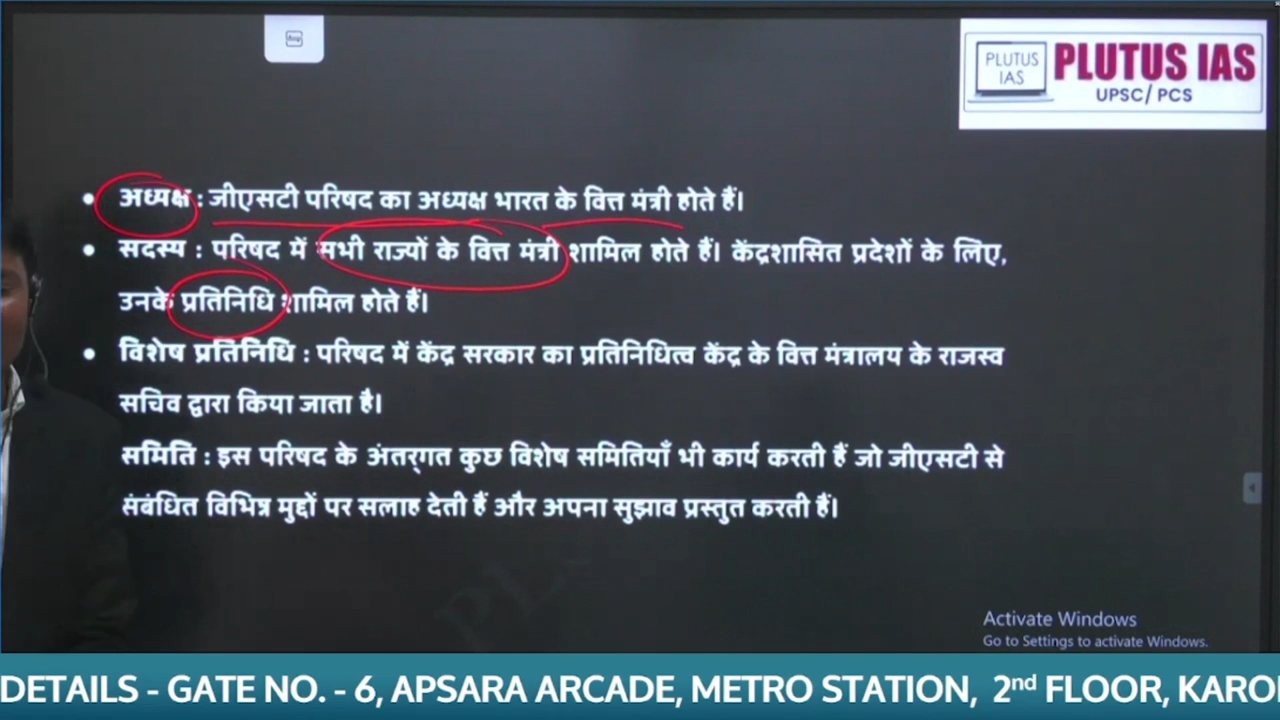 PLUTUS IAS
PLUTUS IAS
UPSC/ PCS
• अध्यक्ष : जीएसटी परिषद का अध्यक्ष भारत के वित्त मंत्री होते हैं।
• सदस्य : परिषद में सभी राज्यों के वित्त मंत्री शामिल होते हैं। केंद्रशासित प्रदेशों के लिए,
उनके प्रतिनिधि शामिल होते हैं।
• विशेष प्रतिनिधि : परिषद में केंद्र सरकार का प्रतिनिधित्व केंद्र के वित्त मंत्रालय के राजस्व
सचिव द्वारा किया जाता है।
समिति : इस परिषद के अंतर्गत कुछ विशेष समितियाँ भी कार्य करती हैं जो जीएसटी से
संबंधित विभिन्न मुद्दों पर सलाह देती हैं और अपना सुझाव प्रस्तुत करती हैं।
Activate Windows
Go to Settings to activate Windows.
DETAILS - GATE NO. - 6, APSARA ARCADE, METRO STATION, 2nd FLOOR,